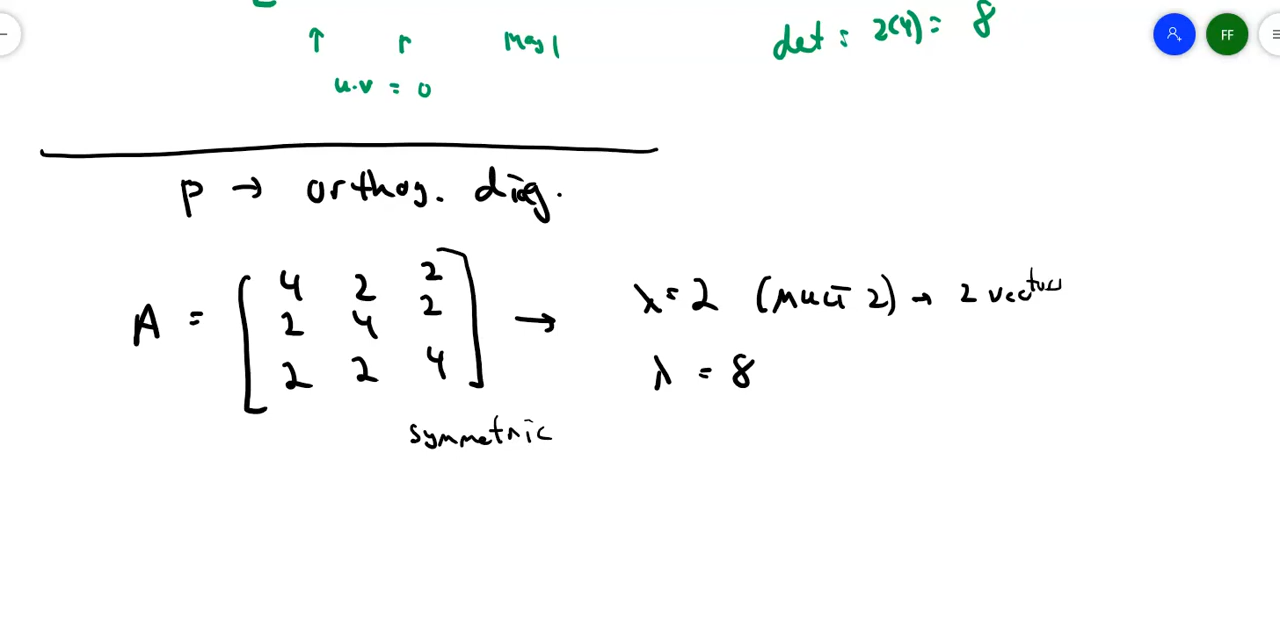 det : 2(4) = 8
↑ ↑ mag 1
u.v = 0
p → orthog. diag.
A = [ 4 2 2
2 4 2
2 2 4 ] →
λ = 2 (mult 2) → 2 vectors
λ = 8
symmetric
FF